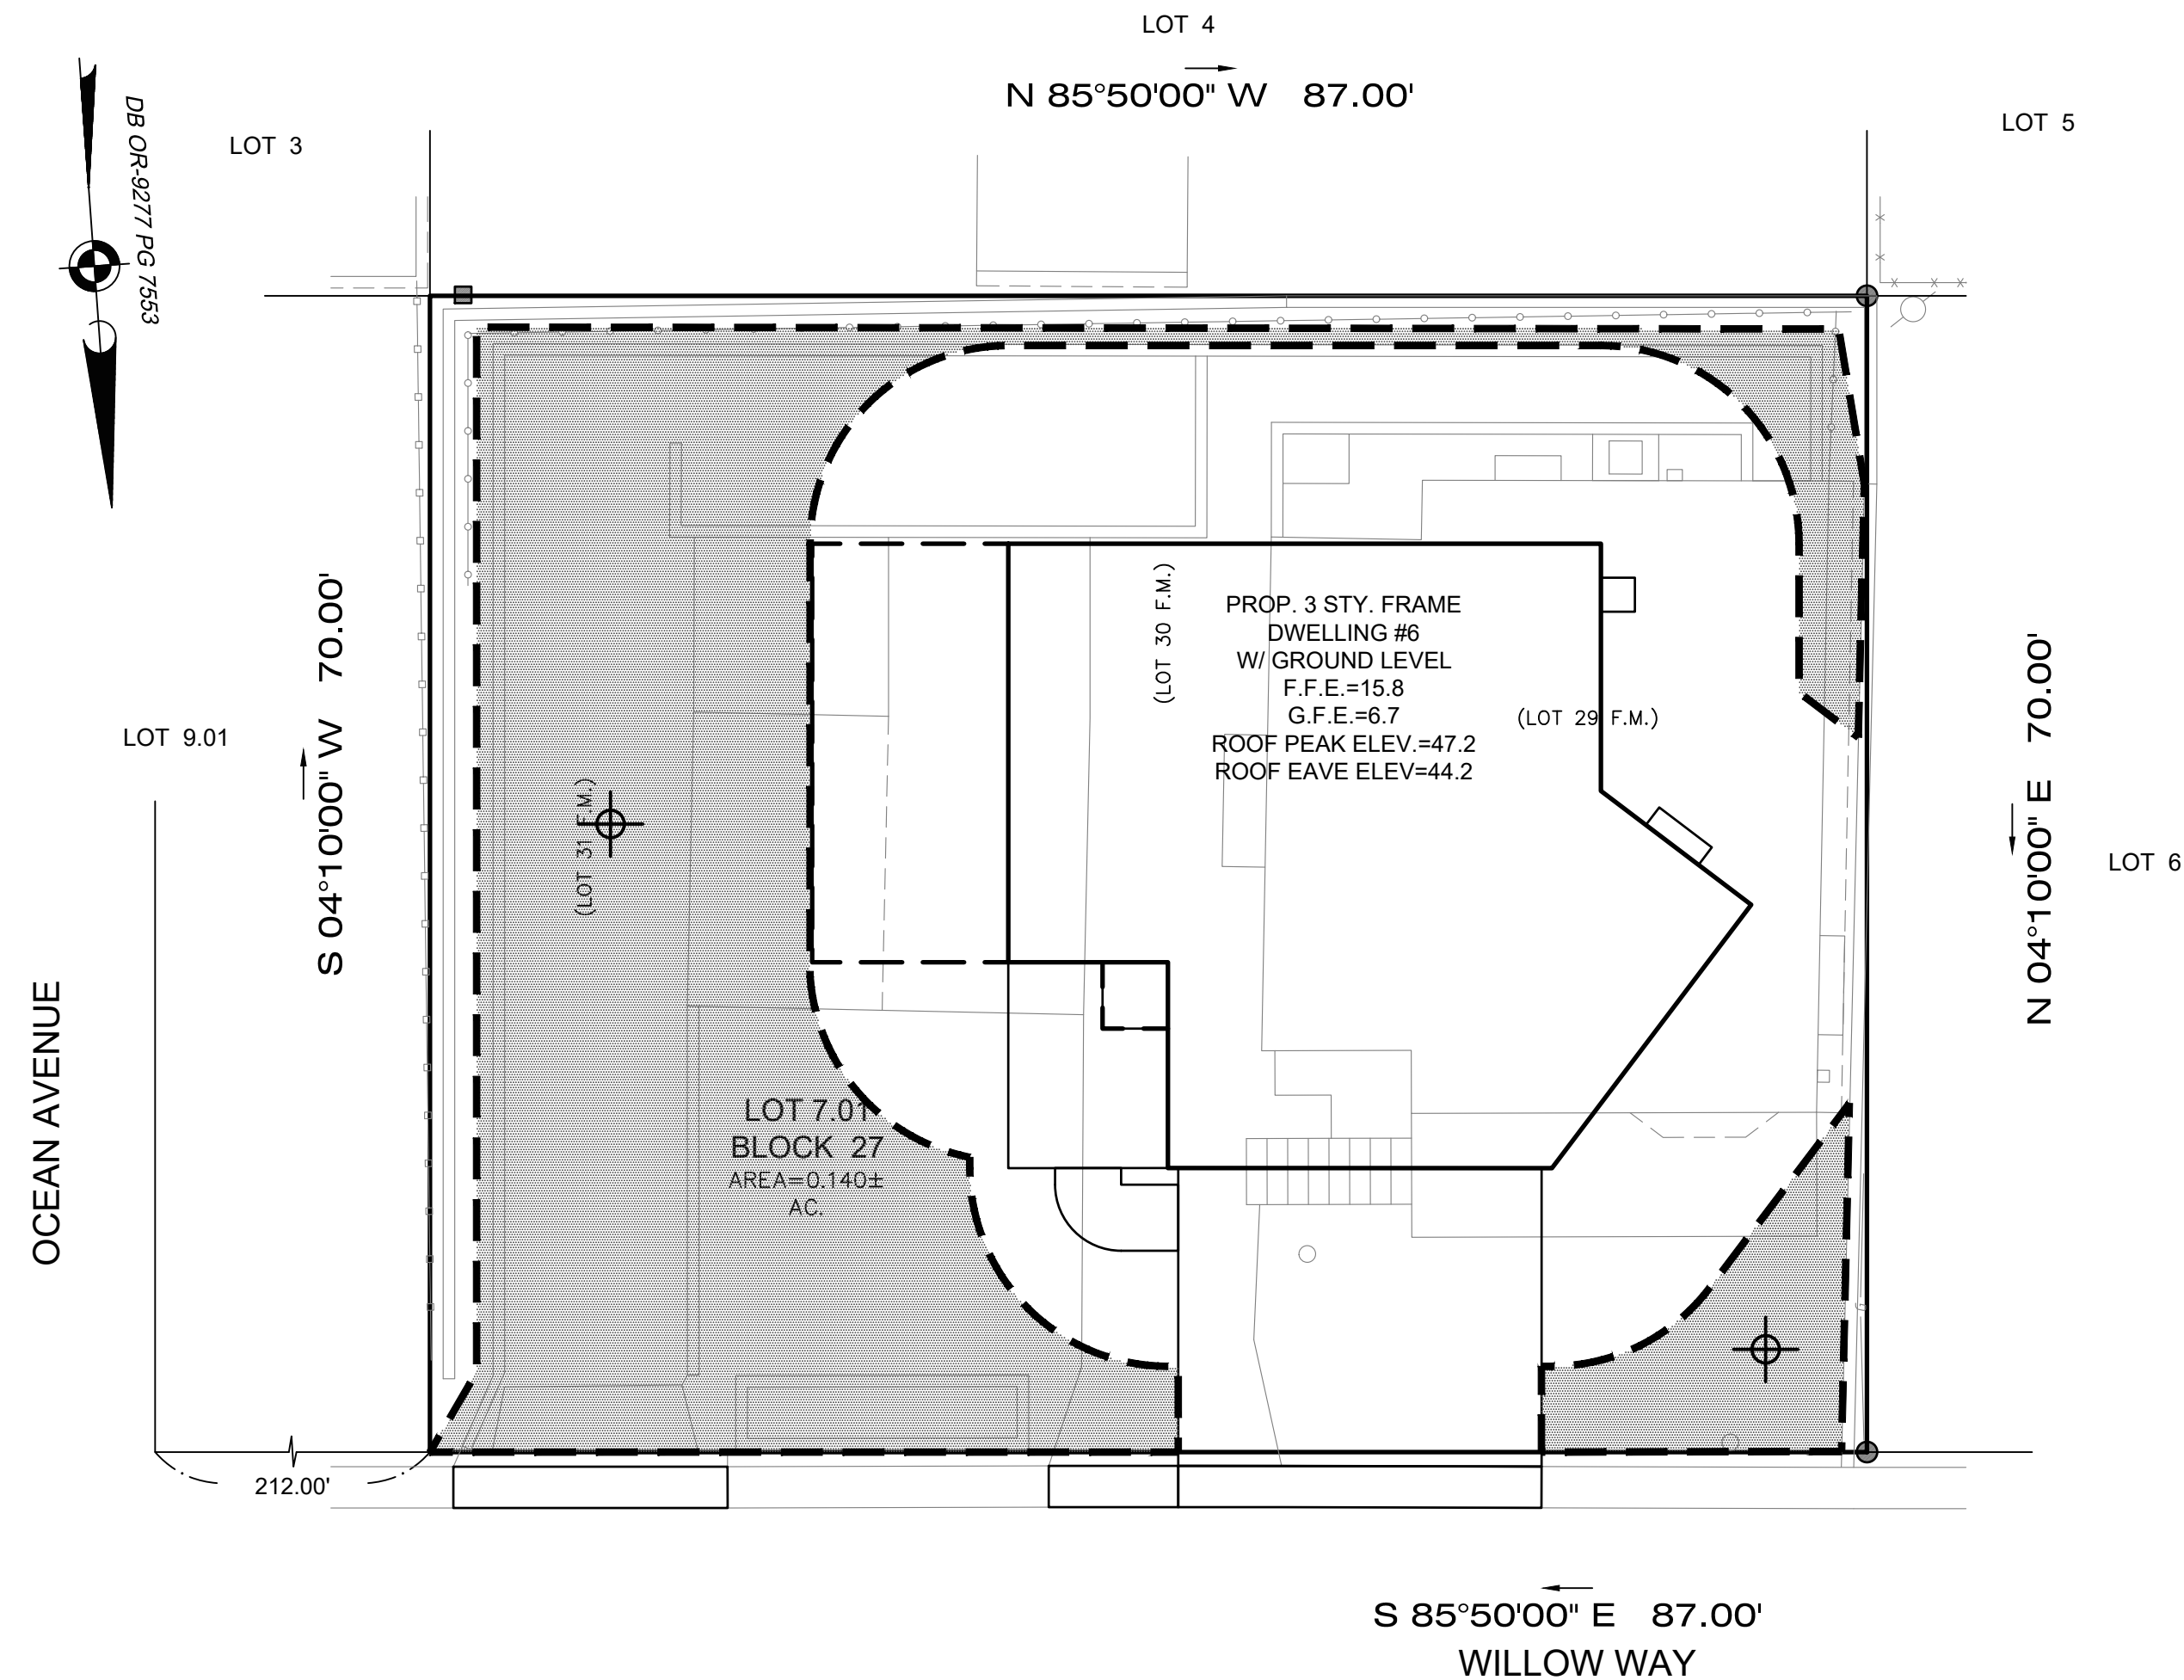 LOT 4
N 85°50'00" W 87.00'
LOT 5
LOT 3
DB OR-9277 PG 7553
S 04°10'00" W 70.00'
LOT 9.01
OCEAN AVENUE
(LOT 31 F.M.)
(LOT 30 F.M.)
PROP. 3 STY. FRAME
DWELLING #6
W/ GROUND LEVEL
F.F.E.=15.8
G.F.E.=6.7
ROOF PEAK ELEV.=47.2
ROOF EAVE ELEV=44.2
(LOT 29 F.M.)
N 04°10'00" E 70.00'
LOT 6
LOT 7.01
BLOCK 27
AREA=0.140±
AC.
212.00'
S 85°50'00" E 87.00'
WILLOW WAY